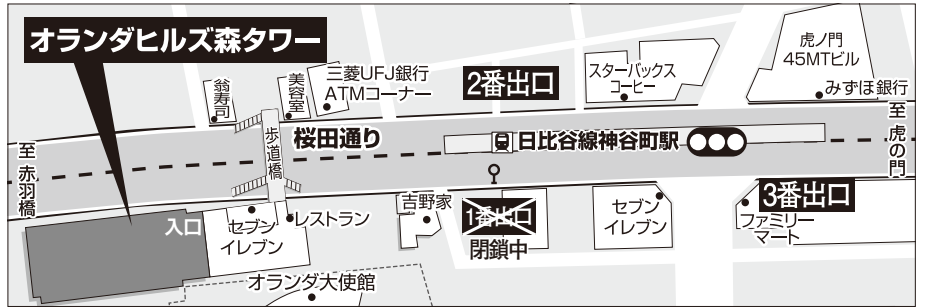 オランダヒルズ森タワー
翁寿司
美容室
三菱UFJ銀行
ATMコーナー
2番出口
スターバックス
コーヒー
虎ノ門
45MTビル
みずほ銀行
至 虎の門
歩道橋
桜田通り
日比谷線神谷町駅
至 赤羽橋
入口
セブン
イレブン
レストラン
吉野家
1番出口
閉鎖中
セブン
イレブン
3番出口
ファミリー
マート
オランダ大使館